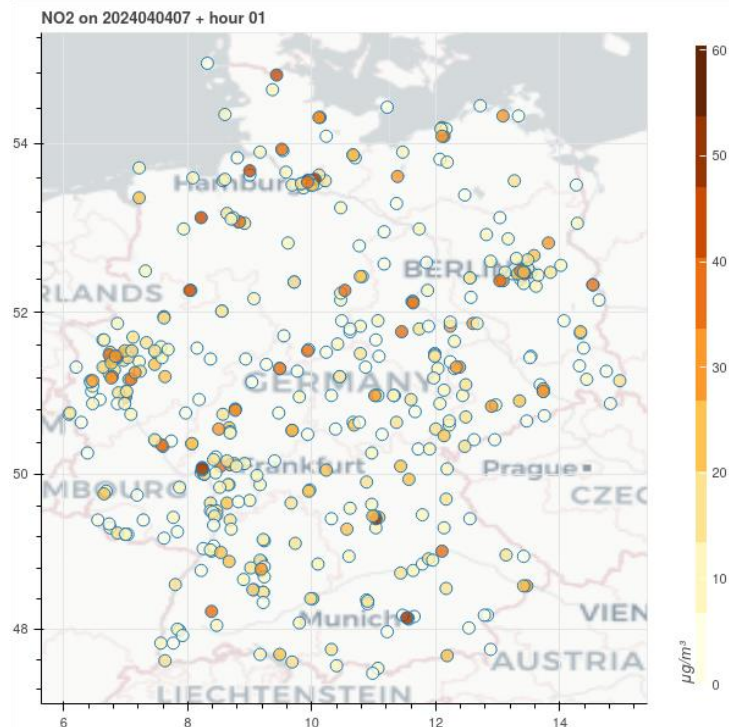 NO2 on 2024040407 + hour 01
60
54
50
Hamburg
40
BERLIN
RLANDS
52
30
GERMANY
20
Frankfurt
50
Prague
MBOURG
CZEC
10
48
Munich
VIEN
0
AUSTRIA
LIECHTENSTEIN
µg/m³
6
8
10
12
14